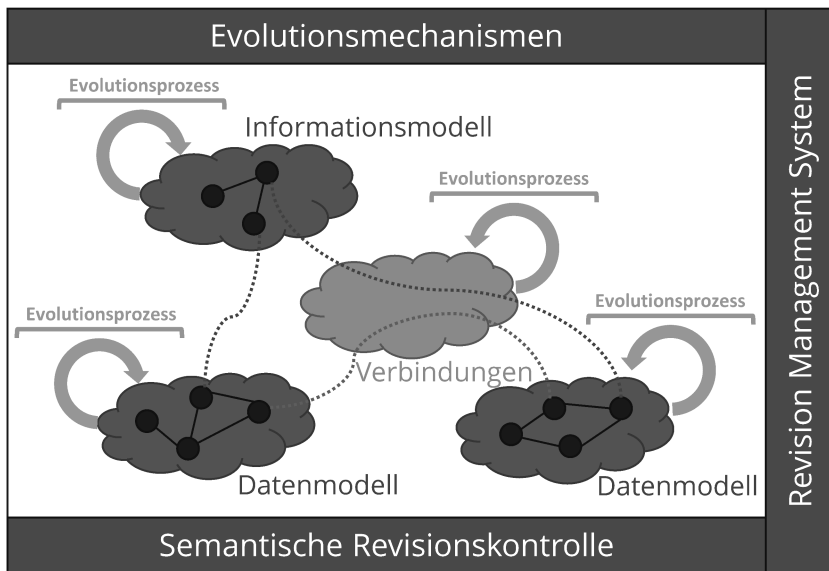 Evolutionsmechanismen
Evolutionsprozess
Informationsmodell
Evolutionsprozess
Evolutionsprozess
Evolutionsprozess
Verbindungen
Datenmodell
Datenmodell
Semantische Revisionskontrolle
Revision Management System